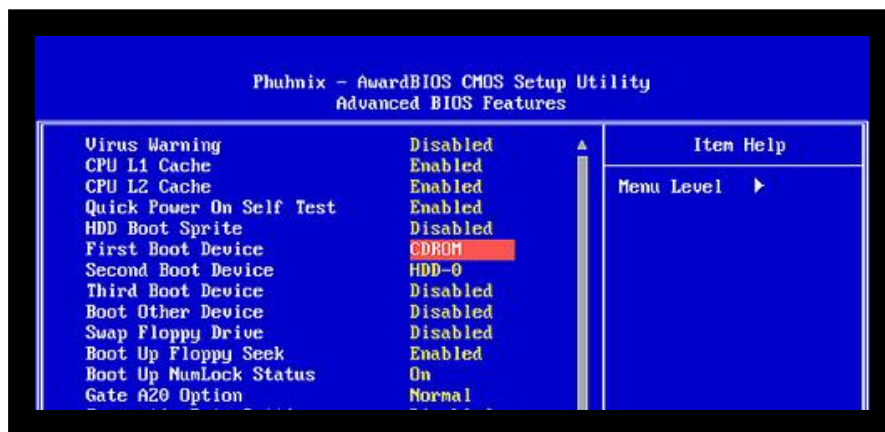 Phuhnix - AwardBIOS CMOS Setup Utility
Advanced BIOS Features
Virus Warning Disabled
CPU L1 Cache Enabled
CPU L2 Cache Enabled
Quick Power On Self Test Enabled
HDD Boot Sprite Disabled
First Boot Device CDROM
Second Boot Device HDD-0
Third Boot Device Disabled
Boot Other Device Disabled
Swap Floppy Drive Disabled
Boot Up Floppy Seek Enabled
Boot Up NumLock Status On
Gate A20 Option Normal
Item Help
Menu Level